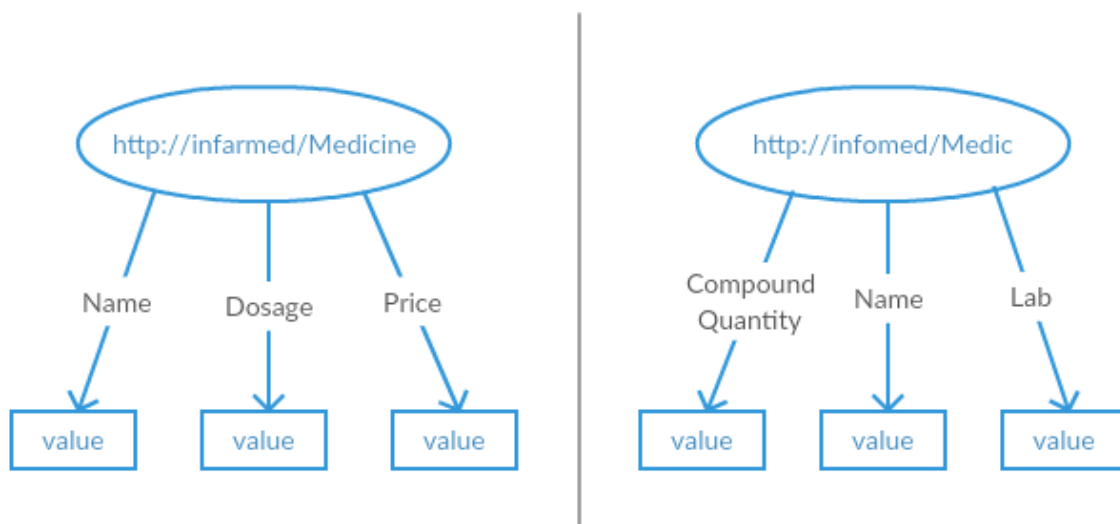 http://infarmed/Medicine
Name
Dosage
Price
value
value
value
http://infomed/Medic
Compound
Quantity
Name
Lab
value
value
value